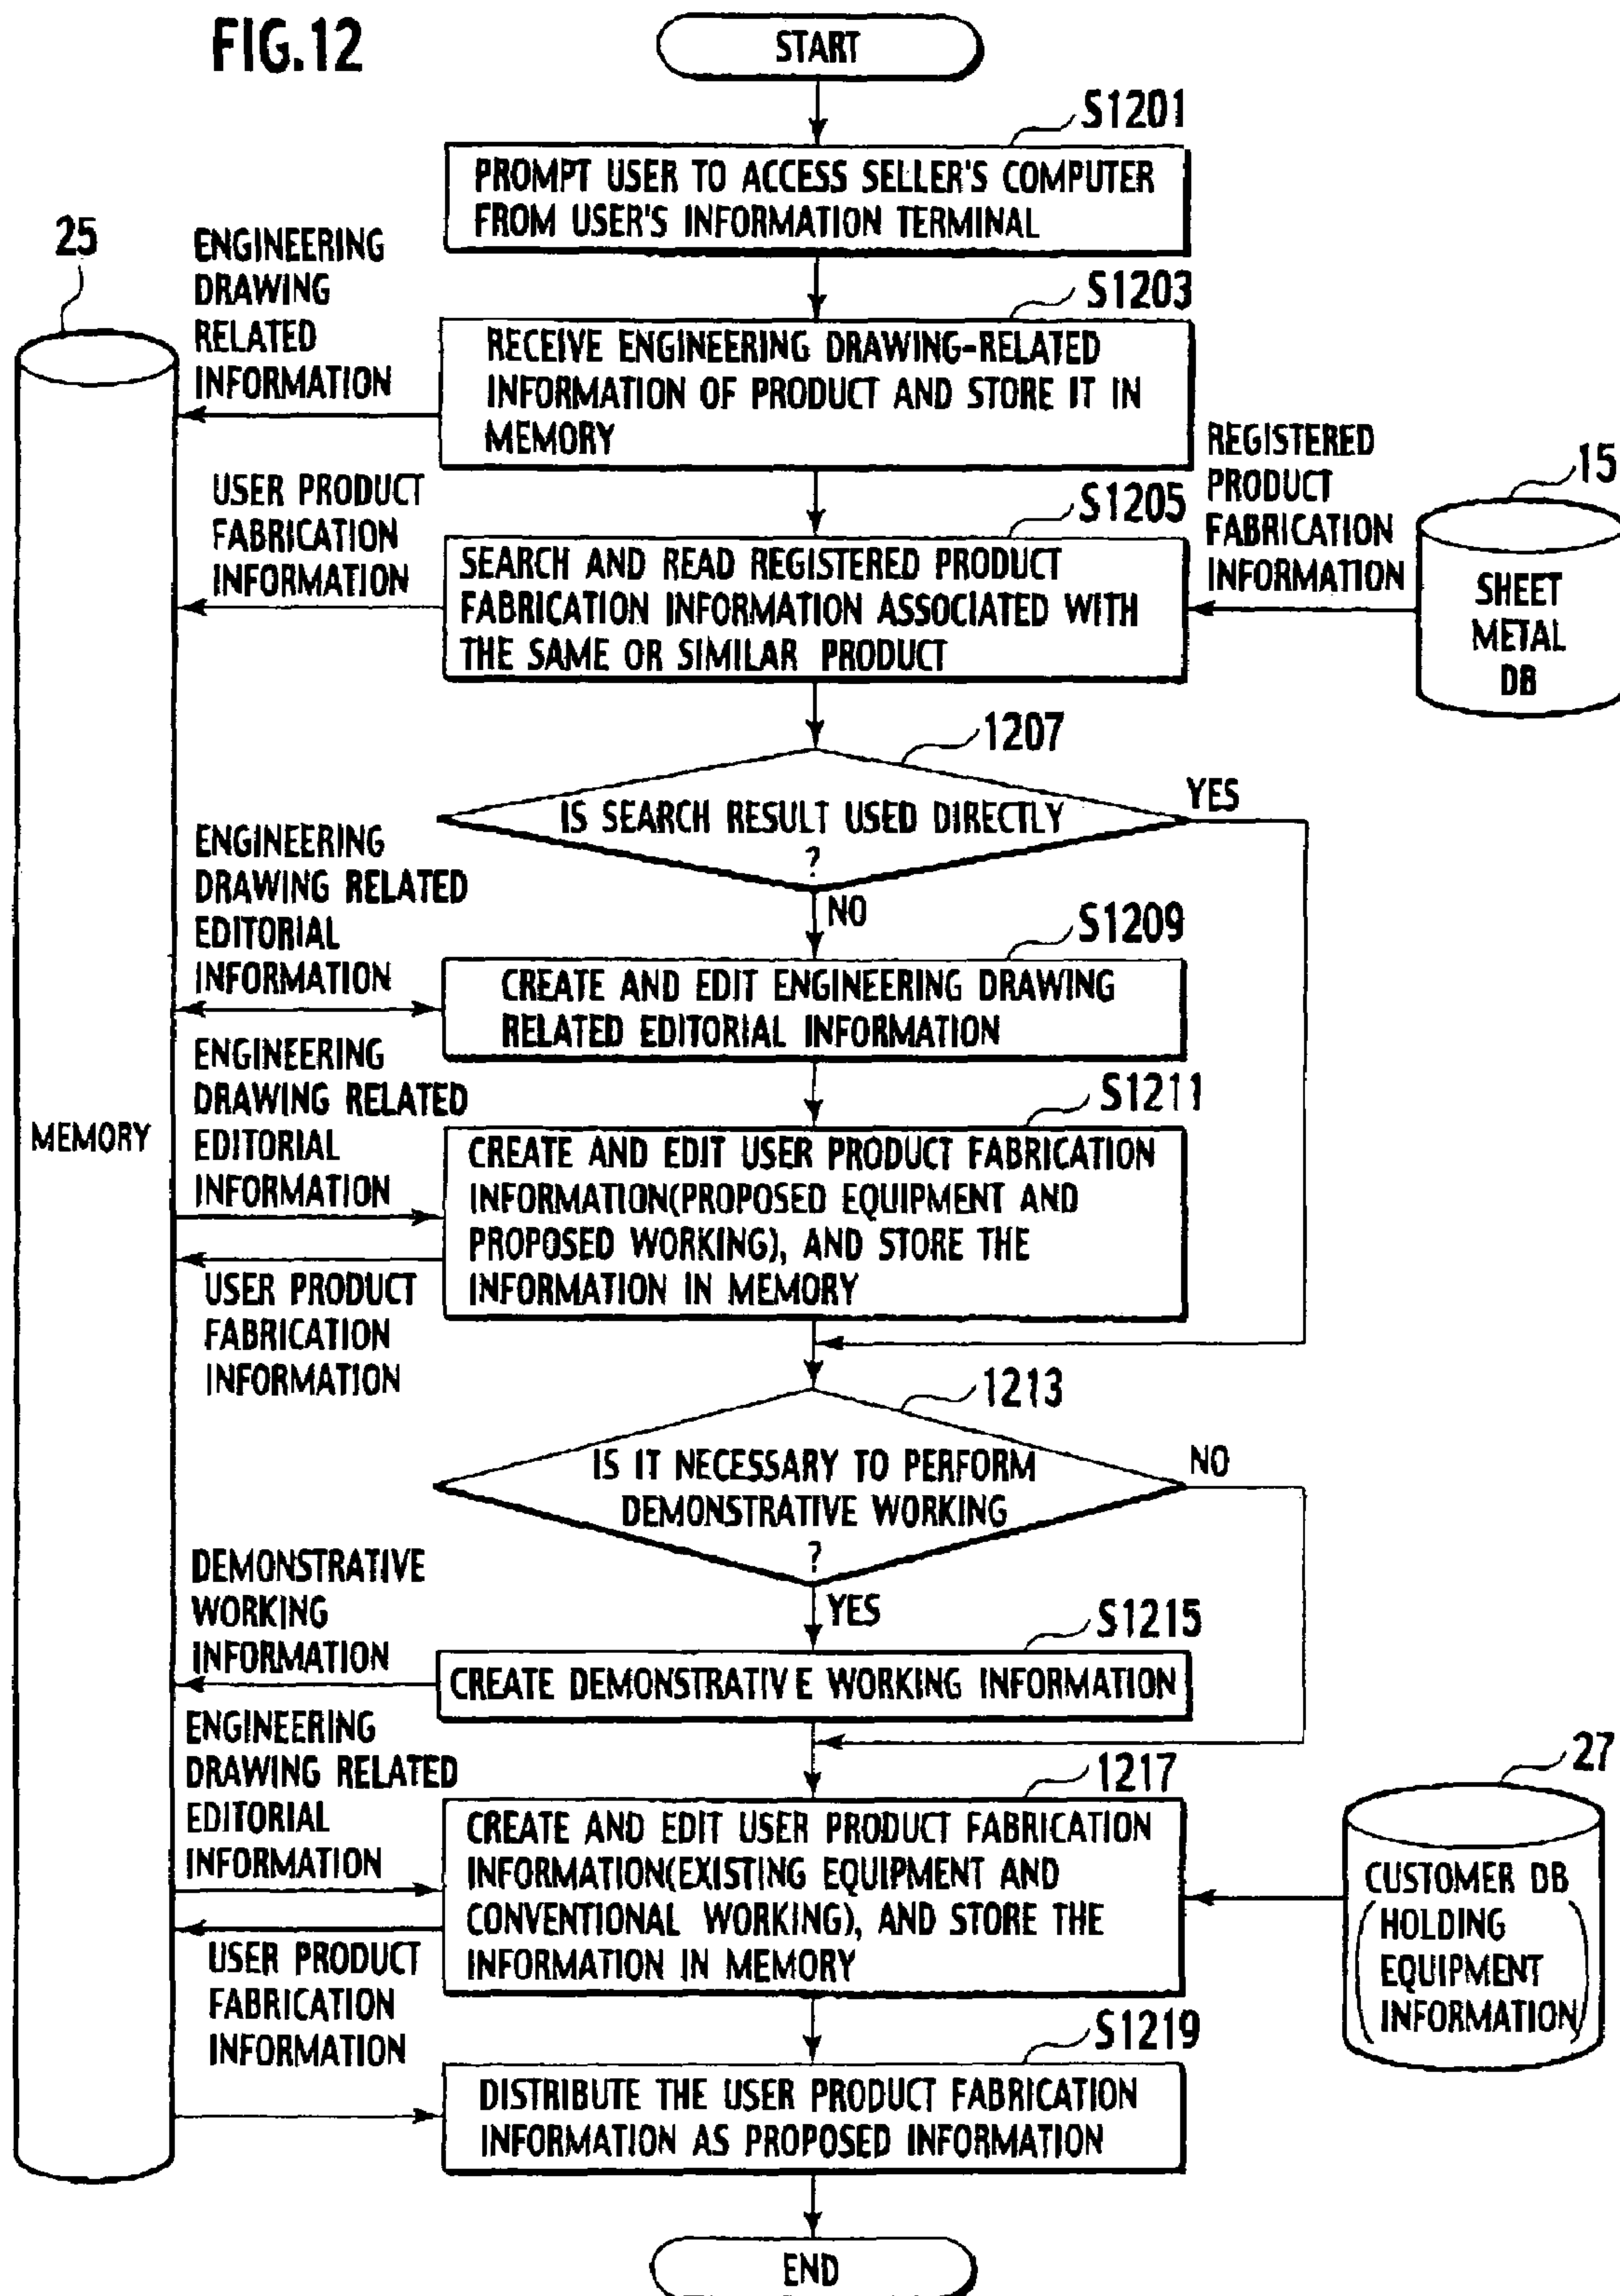 FIG.12
START
S1201
PROMPT USER TO ACCESS SELLER'S COMPUTER
FROM USER'S INFORMATION TERMINAL
25
ENGINEERING
DRAWING
RELATED
INFORMATION
S1203
RECEIVE ENGINEERING DRAWING-RELATED
INFORMATION OF PRODUCT AND STORE IT IN
MEMORY
REGISTERED
PRODUCT
FABRICATION
INFORMATION
15
SHEET
METAL
DB
USER PRODUCT
FABRICATION
INFORMATION
S1205
SEARCH AND READ REGISTERED PRODUCT
FABRICATION INFORMATION ASSOCIATED WITH
THE SAME OR SIMILAR PRODUCT
1207
IS SEARCH RESULT USED DIRECTLY
?
YES
NO
ENGINEERING
DRAWING RELATED
EDITORIAL
INFORMATION
S1209
CREATE AND EDIT ENGINEERING DRAWING
RELATED EDITORIAL INFORMATION
MEMORY
ENGINEERING
DRAWING RELATED
EDITORIAL
INFORMATION
S1211
CREATE AND EDIT USER PRODUCT FABRICATION
INFORMATION(PROPOSED EQUIPMENT AND
PROPOSED WORKING), AND STORE THE
INFORMATION IN MEMORY
USER PRODUCT
FABRICATION
INFORMATION
1213
IS IT NECESSARY TO PERFORM
DEMONSTRATIVE WORKING
?
NO
YES
DEMONSTRATIVE
WORKING
INFORMATION
S1215
CREATE DEMONSTRATIVE WORKING INFORMATION
ENGINEERING
DRAWING RELATED
EDITORIAL
INFORMATION
1217
CREATE AND EDIT USER PRODUCT FABRICATION
INFORMATION(EXISTING EQUIPMENT AND
CONVENTIONAL WORKING), AND STORE THE
INFORMATION IN MEMORY
27
CUSTOMER DB
(HOLDING
EQUIPMENT
INFORMATION)
USER PRODUCT
FABRICATION
INFORMATION
S1219
DISTRIBUTE THE USER PRODUCT FABRICATION
INFORMATION AS PROPOSED INFORMATION
END